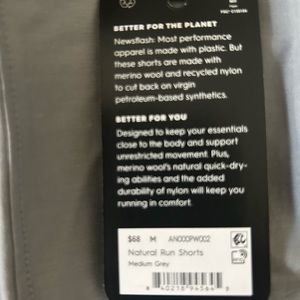 BETTER FOR THE PLANET
Newsflash: Most performance
apparel is made with plastic. But
these shorts are made with
merino wool and recycled nylon
to cut back on virgin
petroleum-based synthetics.
BETTER FOR YOU
Designed to keep your essentials
close to the body and support
unrestricted movement. Plus,
merino wool's natural quick-dry-
ing abilities and the added
durability of nylon will keep you
running in comfort.
$68 M AN000PW002
Natural Run Shorts
Medium Grey